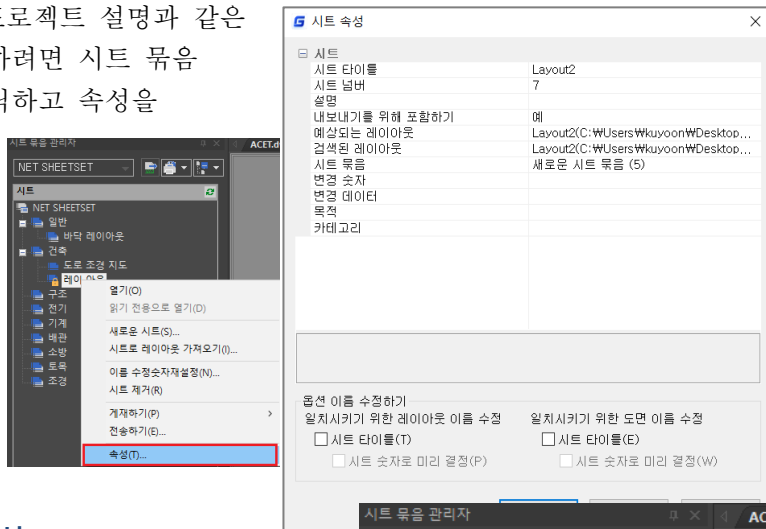 로젝트 설명과 같은
하려면 시트 묶음
하고 속성을
시트 묶음 관리자
ACET.d
NET SHEETSET
시트
NET SHEETSET
일반
바닥 레이아웃
건축
도로 조경 지도
구조
전기
기계
배관
소방
토목
조경
열기(O)
읽기 전용으로 열기(D)
새로운 시트(S)...
시트로 레이아웃 가져오기(I)...
이름 수정숫자재설정(N)...
시트 제거(R)
게재하기(P)
전송하기(E)...
속성(T)...
시트 속성
시트
시트 타이틀 Layout2
시트 넘버 7
설명
내보내기를 위해 포함하기 예
예상되는 레이아웃 Layout2(C:₩Users₩kuyoon₩Desktop...
검색된 레이아웃 Layout2(C:₩Users₩kuyoon₩Desktop...
시트 묶음 새로운 시트 묶음 (5)
변경 숫자
변경 데이터
목적
카테고리
옵션 이름 수정하기
일치시키기 위한 레이아웃 이름 수정 일치시키기 위한 도면 이름 수정
시트 타이틀(T) 시트 타이틀(E)
시트 숫자로 미리 결정(P) 시트 숫자로 미리 결정(W)
시트 묶음 관리자
AC